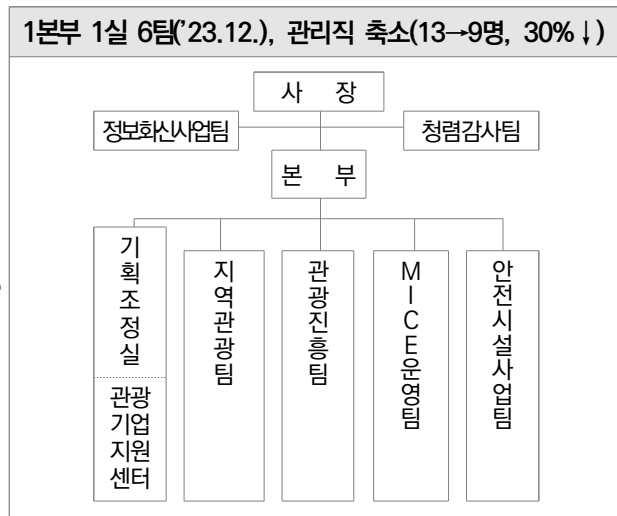 1본부 1실 6팀('23.12.), 관리직 축소(13→9명, 30%↓)
사 장
정보화신사업팀
청렴감사팀
본 부
기획조정실
관광
기업
지원
센터
지역관광팀
관광진흥팀
MICE운영팀
안전시설사업팀